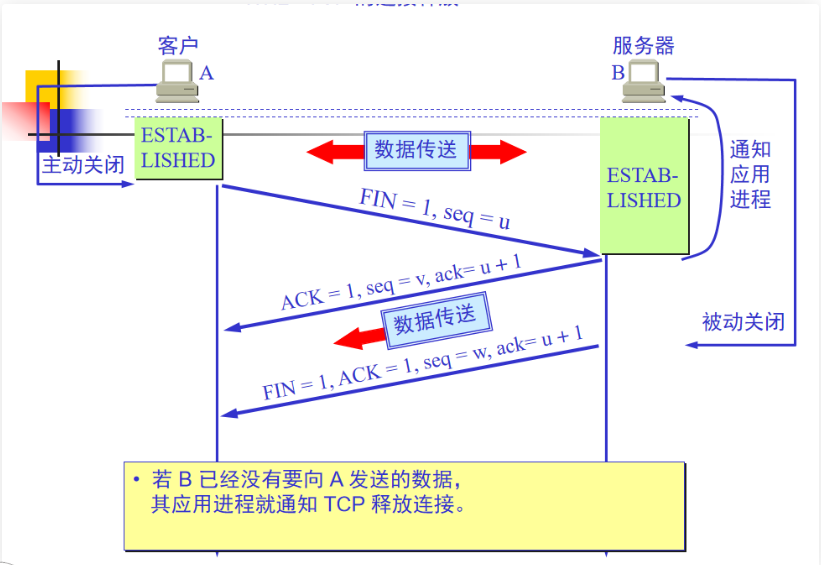 客户
A
服务器
B
ESTAB-
LISHED
数据传送
ESTAB-
LISHED
通知
应用
进程
主动关闭
FIN = 1, seq = u
ACK = 1, seq = v, ack= u + 1
数据传送
被动关闭
FIN = 1, ACK = 1, seq = w, ack= u + 1
• 若 B 已经没有要向 A 发送的数据，
其应用进程就通知 TCP 释放连接。